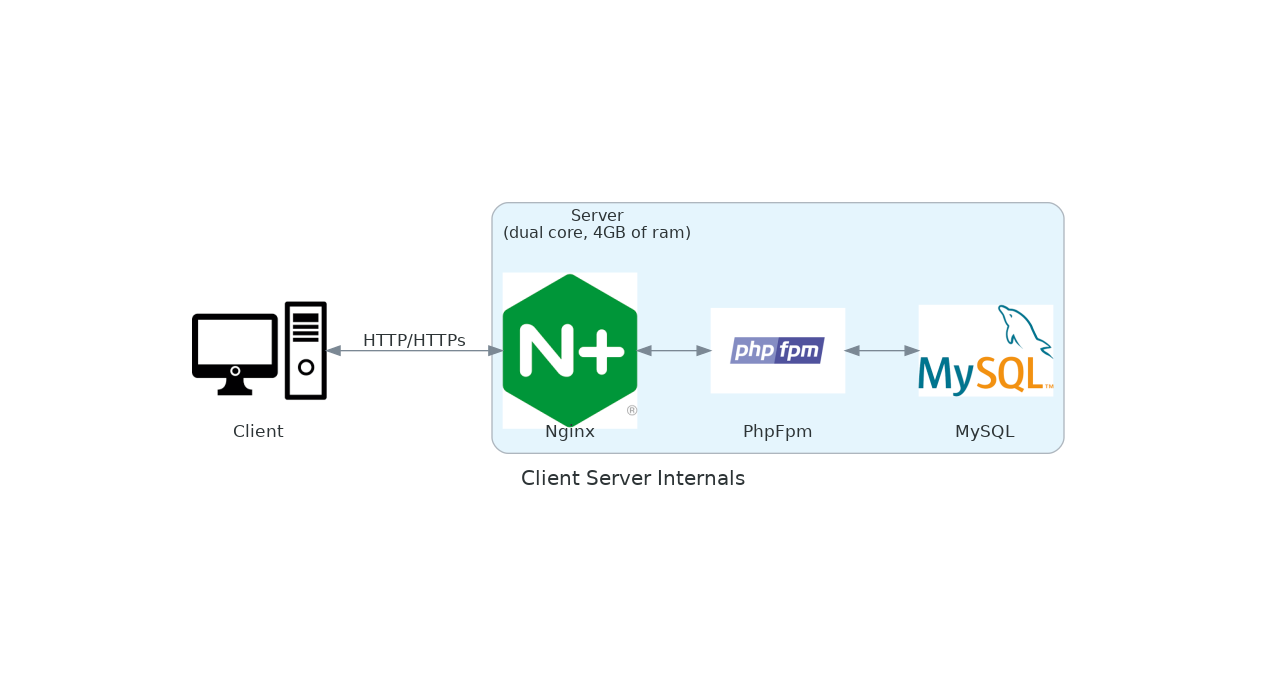 Server
(dual core, 4GB of ram)
HTTP/HTTPs
N+
®
php fpm
MySQL™
Client
Nginx
PhpFpm
MySQL
Client Server Internals